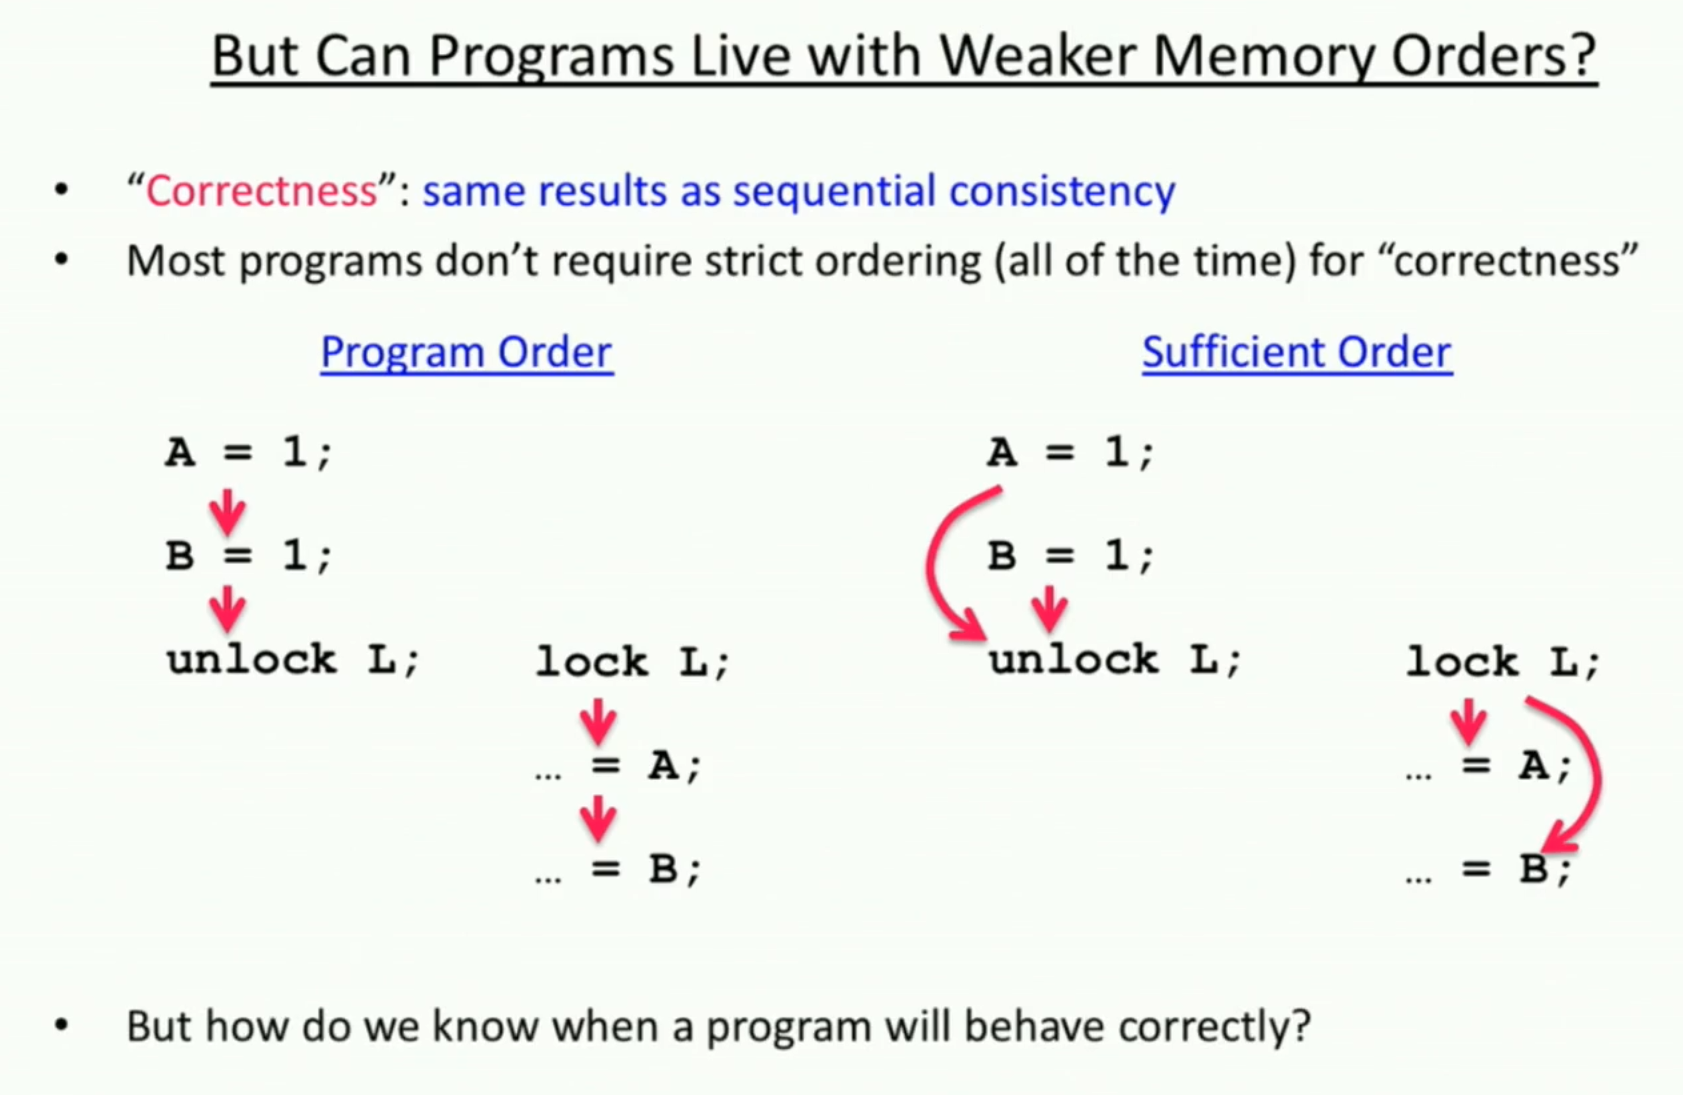 But Can Programs Live with Weaker Memory Orders?
• “Correctness”: same results as sequential consistency
• Most programs don’t require strict ordering (all of the time) for “correctness”
Program Order
A = 1;
B = 1;
unlock L; lock L;
… = A;
… = B;
Sufficient Order
A = 1;
B = 1;
unlock L; lock L;
… = A;
… = B;
• But how do we know when a program will behave correctly?